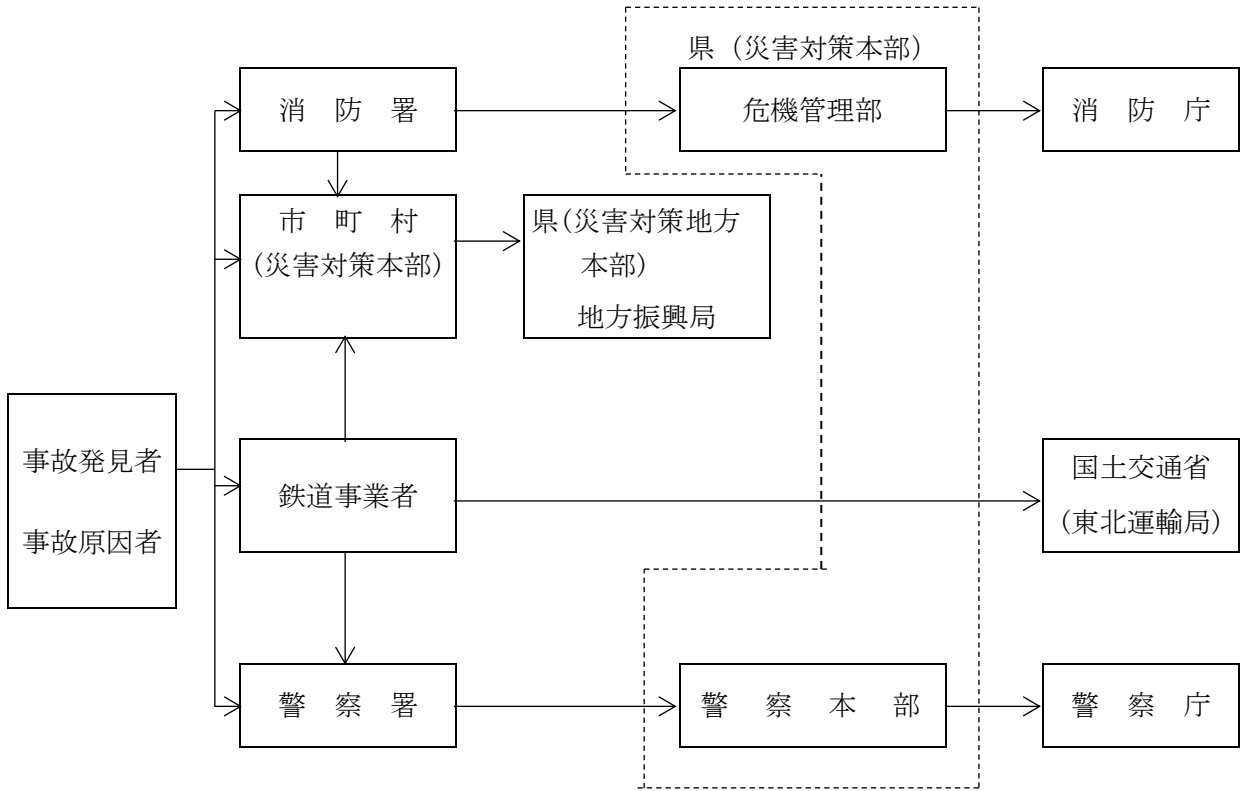 県（災害対策本部）
消　防　署
危機管理部
消　防　庁
市　町　村
(災害対策本部)
県(災害対策地方
本部)
地方振興局
事故発見者
事故原因者
鉄道事業者
国土交通省
(東北運輸局)
警　察　署
警　察　本　部
警　察　庁